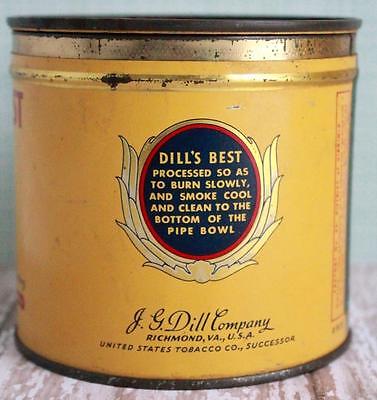 DILL'S BEST
PROCESSED SO AS
TO BURN SLOWLY,
AND SMOKE COOL
AND CLEAN TO THE
BOTTOM OF THE
PIPE BOWL.
J. G. Dill Company
RICHMOND, VA., U.S.A.
UNITED STATES TOBACCO CO., SUCCESSOR